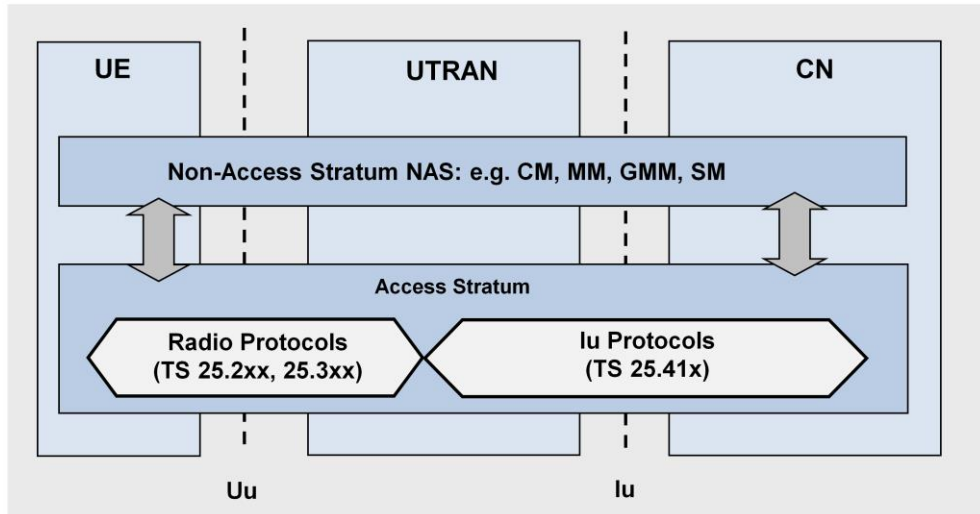 UE
UTRAN
CN
Non-Access Stratum NAS: e.g. CM, MM, GMM, SM
Access Stratum
Radio Protocols
(TS 25.2xx, 25.3xx)
Iu Protocols
(TS 25.41x)
Uu
Iu